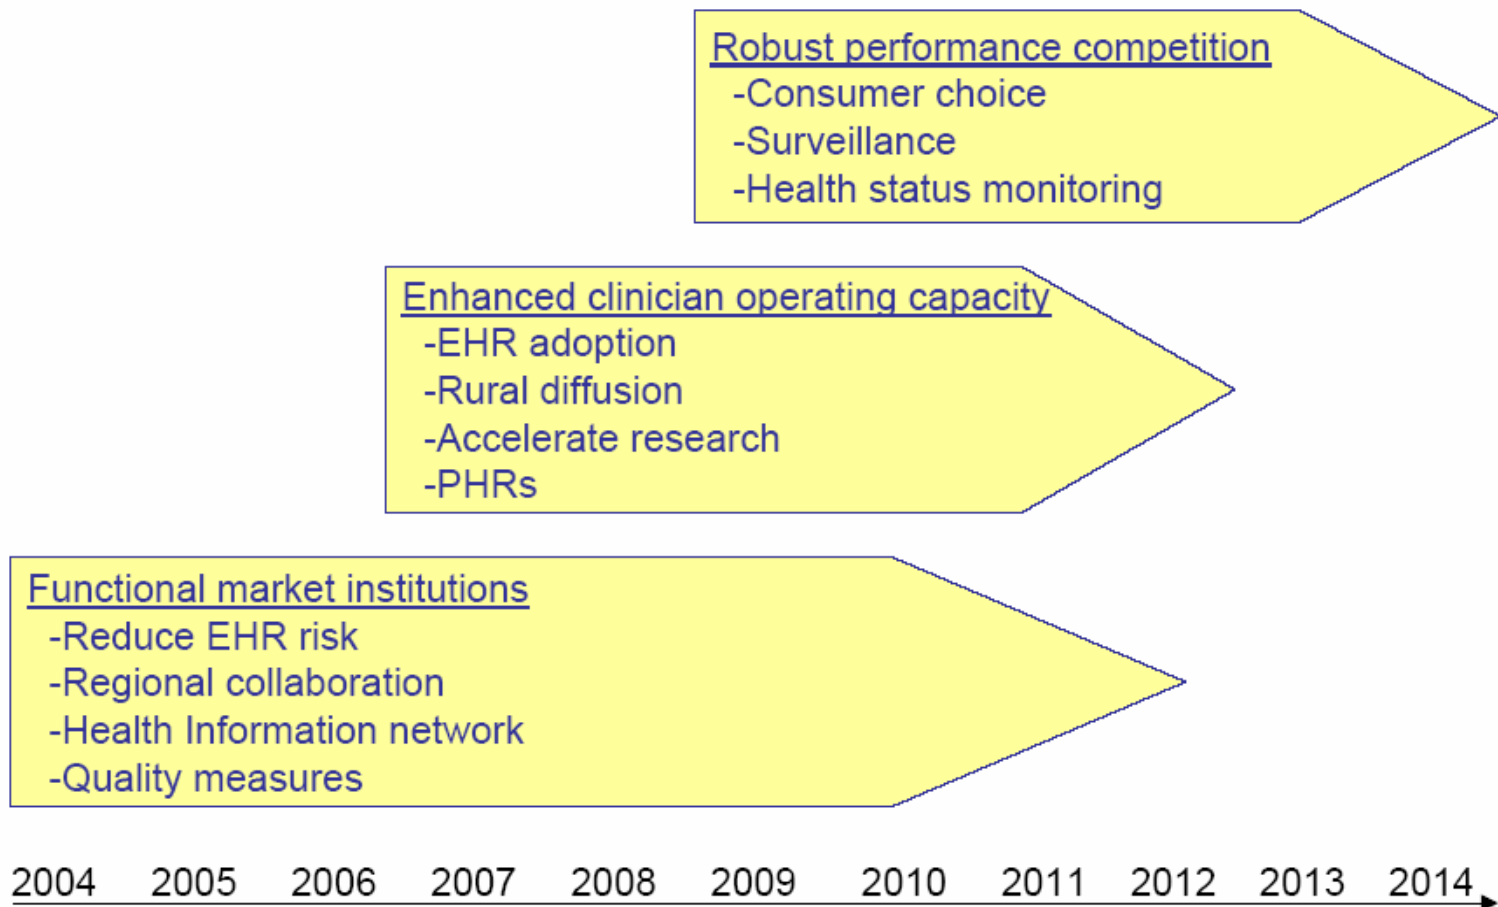 Robust performance competition
-Consumer choice
-Surveillance
-Health status monitoring
Enhanced clinician operating capacity
-EHR adoption
-Rural diffusion
-Accelerate research
-PHRs
Functional market institutions
-Reduce EHR risk
-Regional collaboration
-Health Information network
-Quality measures
2004 2005 2006 2007 2008 2009 2010 2011 2012 2013 2014